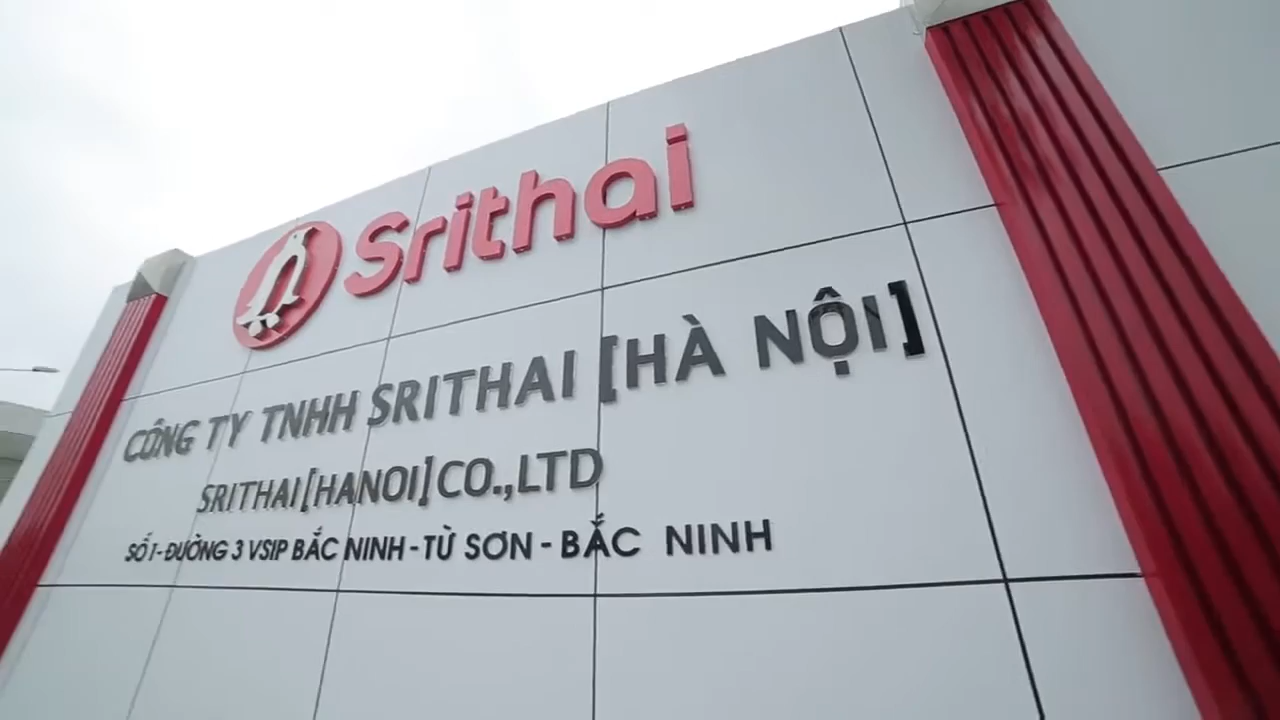 Srithai
CÔNG TY TNHH SRITHAI [HÀ NỘI]
SRITHAI [HANOI] CO.,LTD
SỐ 1 - ĐƯỜNG 3 VSIP BẮC NINH - TỪ SƠN - BẮC NINH